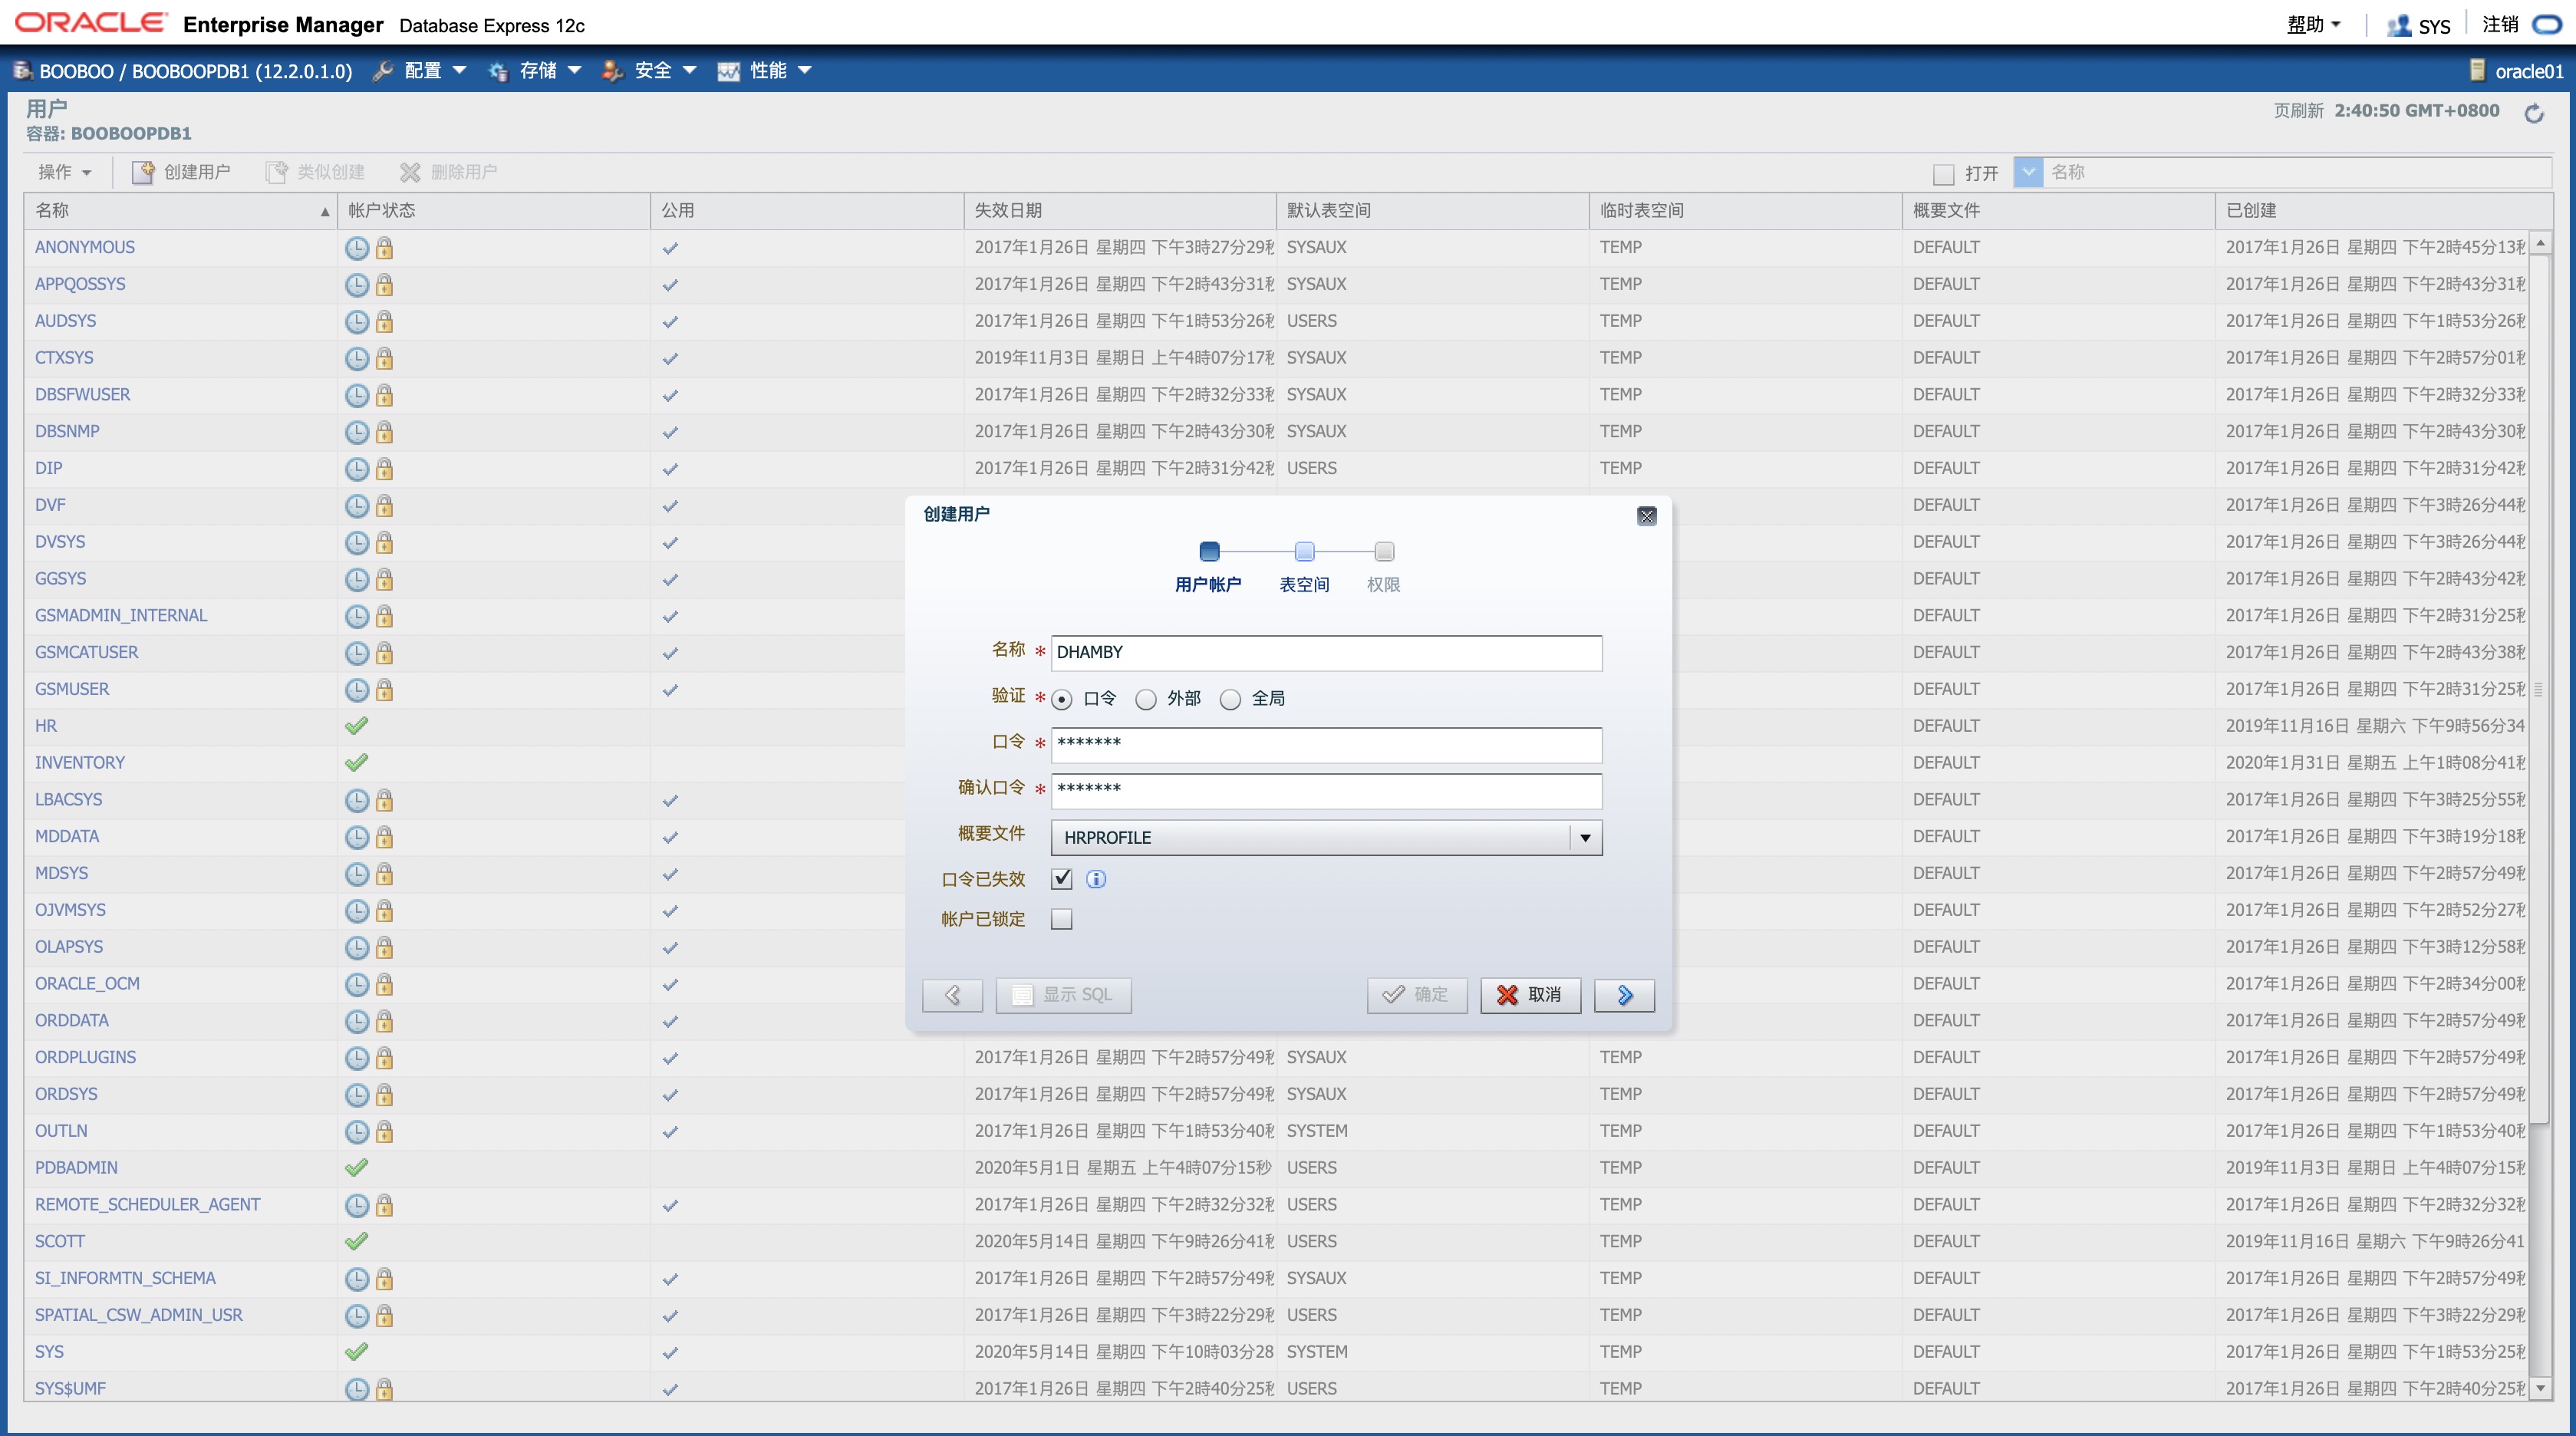 ORACLE Enterprise Manager Database Express 12c 帮助 SYS 注销
BOOBOO / BOOBOOPDB1 (12.2.0.1.0) 配置 存储 安全 性能 oracle01
用户 页刷新 2:40:50 GMT+0800
容器: BOOBOOPDB1
操作 创建用户 类似创建 删除用户 打开 名称
名称 帐户状态 公用 失效日期 默认表空间 临时表空间 概要文件 已创建
ANONYMOUS 2017年1月26日 星期四 下午3時27分29秒 SYSAUX TEMP DEFAULT 2017年1月26日 星期四 下午2時45分13秒
APPQOSSYS 2017年1月26日 星期四 下午2時43分31秒 SYSAUX TEMP DEFAULT 2017年1月26日 星期四 下午2時43分31秒
AUDSYS 2017年1月26日 星期四 下午1時53分26秒 USERS TEMP DEFAULT 2017年1月26日 星期四 下午1時53分26秒
CTXSYS 2019年11月3日 星期日 上午4時07分17秒 SYSAUX TEMP DEFAULT 2017年1月26日 星期四 下午2時57分01秒
DBSFWUSER 2017年1月26日 星期四 下午2時32分33秒 SYSAUX TEMP DEFAULT 2017年1月26日 星期四 下午2時32分33秒
DBSNMP 2017年1月26日 星期四 下午2時43分30秒 SYSAUX TEMP DEFAULT 2017年1月26日 星期四 下午2時43分30秒
DIP 2017年1月26日 星期四 下午2時31分42秒 USERS TEMP DEFAULT 2017年1月26日 星期四 下午2時31分42秒
DVF DEFAULT 2017年1月26日 星期四 下午3時26分44秒
DVSYS DEFAULT 2017年1月26日 星期四 下午3時26分44秒
GGSYS DEFAULT 2017年1月26日 星期四 下午2時43分42秒
GSMADMIN_INTERNAL DEFAULT 2017年1月26日 星期四 下午2時31分25秒
GSMCATUSER DEFAULT 2017年1月26日 星期四 下午2時43分38秒
GSMUSER DEFAULT 2017年1月26日 星期四 下午2時31分25秒
HR DEFAULT 2019年11月16日 星期六 下午9時56分34
INVENTORY DEFAULT 2020年1月31日 星期五 上午1時08分41秒
LBACSYS DEFAULT 2017年1月26日 星期四 下午3時25分55秒
MDDATA DEFAULT 2017年1月26日 星期四 下午3時19分18秒
MDSYS DEFAULT 2017年1月26日 星期四 下午2時57分49秒
OJVMSYS DEFAULT 2017年1月26日 星期四 下午2時52分27秒
OLAPSYS DEFAULT 2017年1月26日 星期四 下午3時12分58秒
ORACLE_OCM DEFAULT 2017年1月26日 星期四 下午2時34分00秒
ORDDATA DEFAULT 2017年1月26日 星期四 下午2時57分49秒
ORDPLUGINS 2017年1月26日 星期四 下午2時57分49秒 SYSAUX TEMP DEFAULT 2017年1月26日 星期四 下午2時57分49秒
ORDSYS 2017年1月26日 星期四 下午2時57分49秒 SYSAUX TEMP DEFAULT 2017年1月26日 星期四 下午2時57分49秒
OUTLN 2017年1月26日 星期四 下午1時53分40秒 SYSTEM TEMP DEFAULT 2017年1月26日 星期四 下午1時53分40秒
PDBADMIN 2020年5月1日 星期五 上午4時07分15秒 USERS TEMP DEFAULT 2019年11月3日 星期日 上午4時07分15秒
REMOTE_SCHEDULER_AGENT 2017年1月26日 星期四 下午2時32分32秒 USERS TEMP DEFAULT 2017年1月26日 星期四 下午2時32分32秒
SCOTT 2020年5月14日 星期四 下午9時26分41秒 USERS TEMP DEFAULT 2019年11月16日 星期六 下午9時26分41
SI_INFORMTN_SCHEMA 2017年1月26日 星期四 下午2時57分49秒 SYSAUX TEMP DEFAULT 2017年1月26日 星期四 下午2時57分49秒
SPATIAL_CSW_ADMIN_USR 2017年1月26日 星期四 下午3時22分29秒 USERS TEMP DEFAULT 2017年1月26日 星期四 下午3時22分29秒
SYS 2020年5月14日 星期四 下午10時03分28 SYSTEM TEMP DEFAULT 2017年1月26日 星期四 下午1時53分25秒
SYS$UMF 2017年1月26日 星期四 下午2時40分25秒 USERS TEMP DEFAULT 2017年1月26日 星期四 下午2時40分25秒
创建用户
用户帐户 表空间 权限
名称 * DHAMBY
验证 * 口令 外部 全局
口令 * *******
确认口令 * *******
概要文件 HRPROFILE
口令已失效
帐户已锁定
显示 SQL 确定 取消